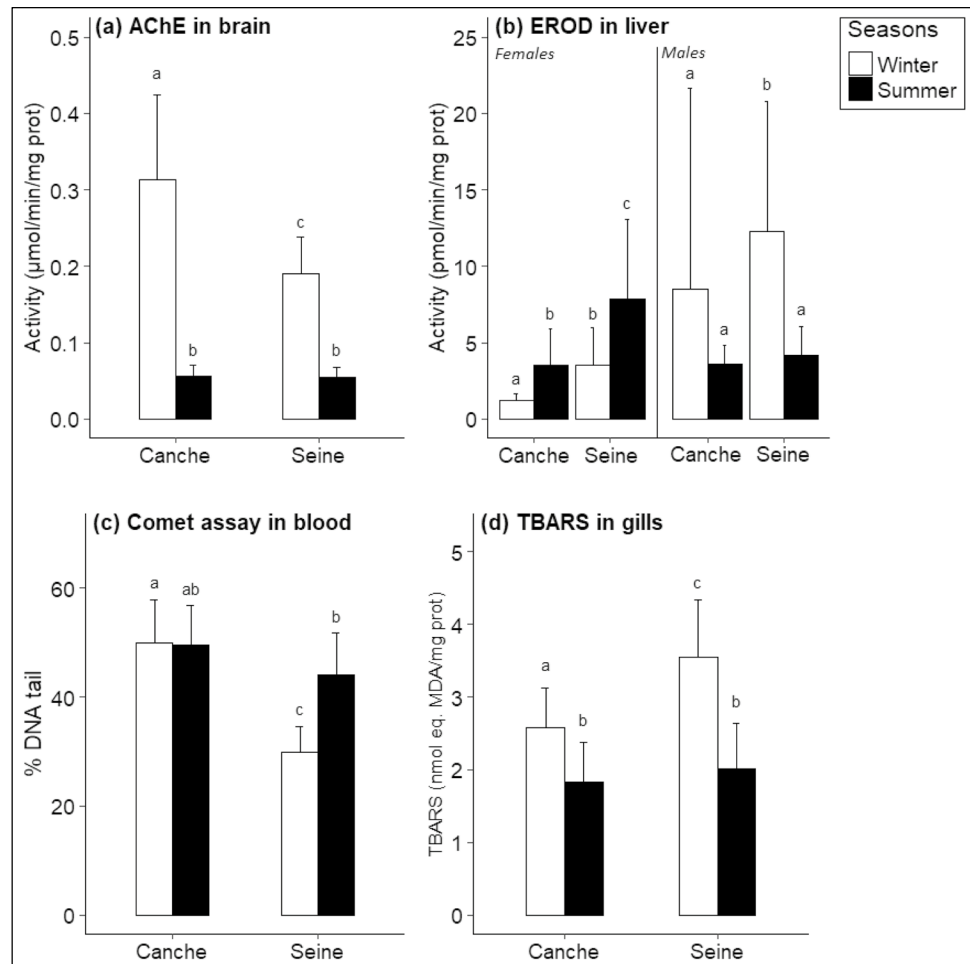 (a) AChE in brain
Activity (μmol/min/mg prot)
0.5
0.4
0.3
0.2
0.1
0.0
a
b
c
b
Canche Seine
(b) EROD in liver
Females Males
Activity (pmol/min/mg prot)
25
20
15
10
5
0
a
b
b
c
a
a
b
a
Canche Seine Canche Seine
Seasons
Winter
Summer
(c) Comet assay in blood
% DNA tail
60
40
20
0
a
ab
c
b
Canche Seine
(d) TBARS in gills
TBARS (nmol eq. MDA/mg prot)
5
4
3
2
1
0
a
b
c
b
Canche Seine